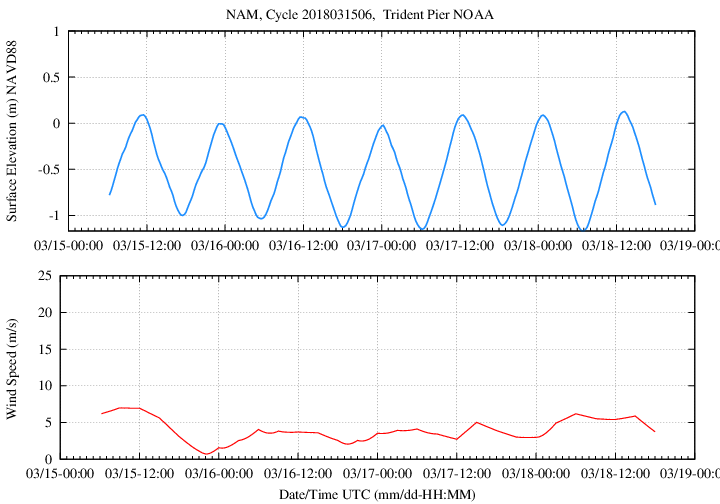 NAM, Cycle 2018031506, Trident Pier NOAA
Surface Elevation (m) NAVD88
1
0.5
0
-0.5
-1
03/15-00:00 03/15-12:00 03/16-00:00 03/16-12:00 03/17-00:00 03/17-12:00 03/18-00:00 03/18-12:00 03/19-0
Wind Speed (m/s)
25
20
15
10
5
0
03/15-00:00 03/15-12:00 03/16-00:00 03/16-12:00 03/17-00:00 03/17-12:00 03/18-00:00 03/18-12:00 03/19-0
Date/Time UTC (mm/dd-HH:MM)